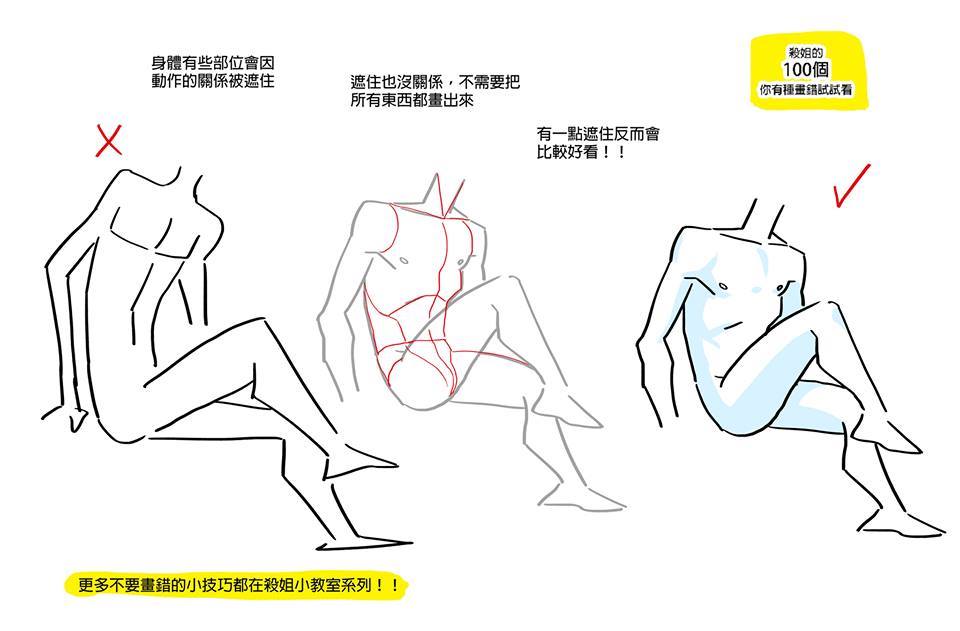 身體有些部位會因
動作的關係被遮住
遮住也沒關係，不需要把
所有東西都畫出來
有一點遮住反而會
比較好看！！
殺姐的
100個
你有種畫錯試試看
更多不要畫錯的小技巧都在殺姐小教室系列！！